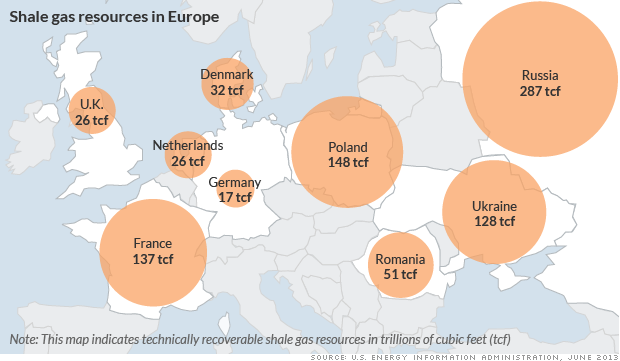 Shale gas resources in Europe
Russia
287 tcf
Denmark
32 tcf
U.K.
26 tcf
Netherlands
26 tcf
Poland
148 tcf
Germany
17 tcf
Ukraine
128 tcf
France
137 tcf
Romania
51 tcf
Note: This map indicates technically recoverable shale gas resources in trillions of cubic feet (tcf)
SOURCE: U.S. ENERGY INFORMATION ADMINISTRATION, JUNE 2013